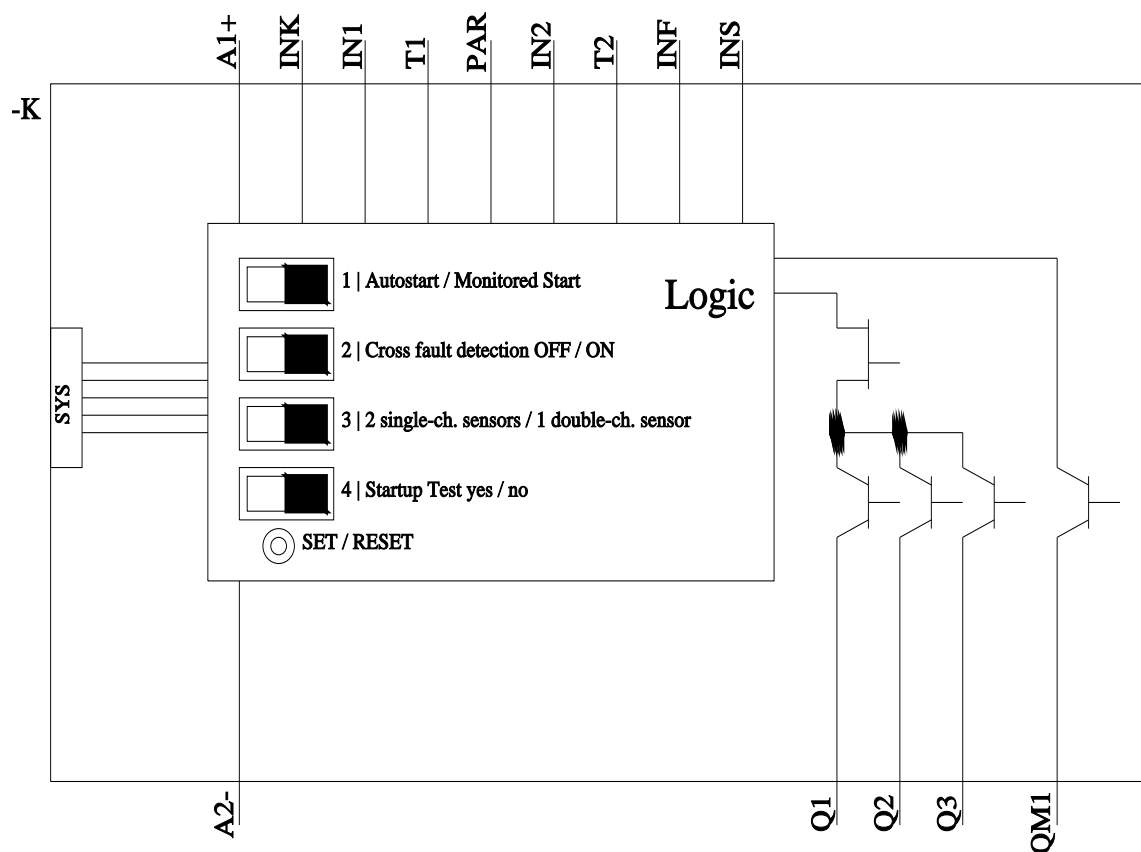 A1+
INK
IN1
T1
PAR
IN2
T2
INF
INS
-K
1 | Autostart / Monitored Start
Logic
2 | Cross fault detection OFF / ON
SYS
3 | 2 single-ch. sensors / 1 double-ch. sensor
4 | Startup Test yes / no
SET / RESET
A2-
Q1
Q2
Q3
QM1